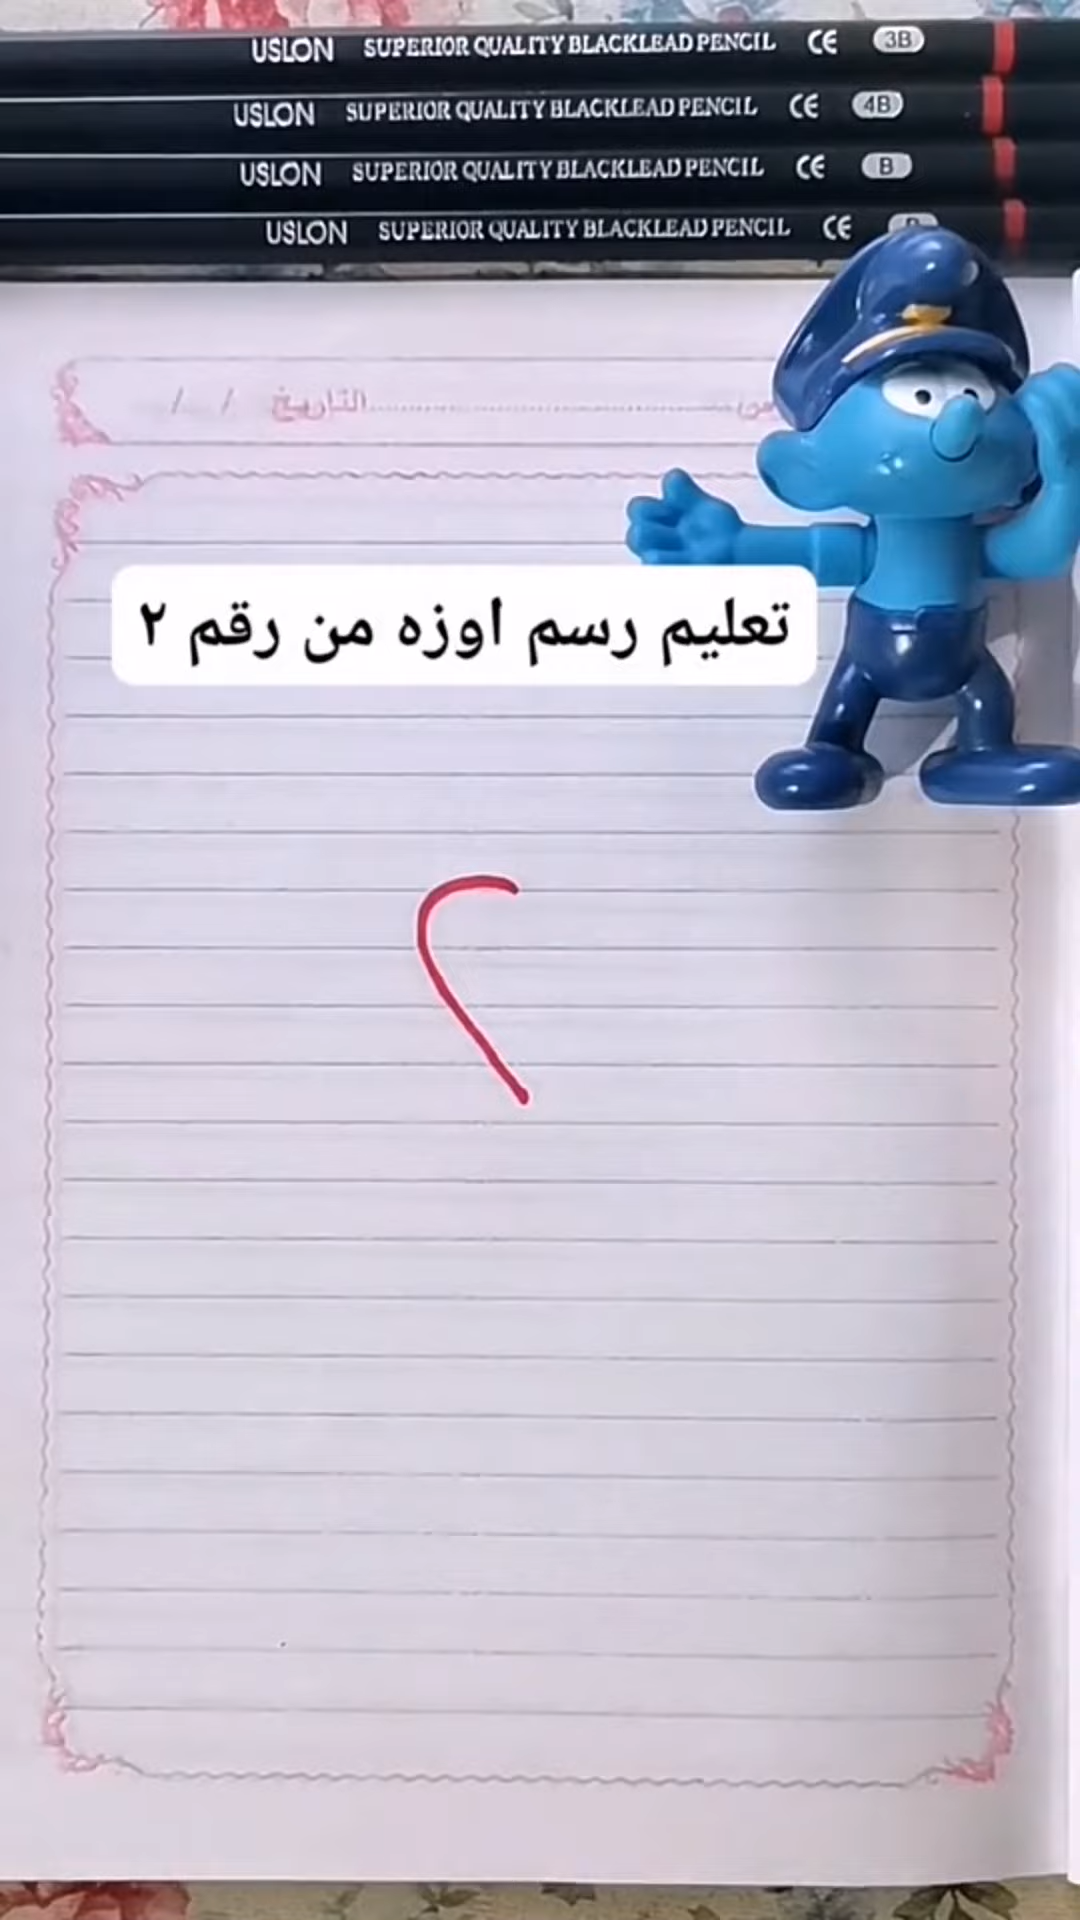 USLON SUPERIOR QUALITY BLACKLEAD PENCIL CE 3B
USLON SUPERIOR QUALITY BLACKLEAD PENCIL CE 4B
USLON SUPERIOR QUALITY BLACKLEAD PENCIL CE B
USLON SUPERIOR QUALITY BLACKLEAD PENCIL CE
التاريخ / /
تعليم رسم اوزه من رقم ٢
٢